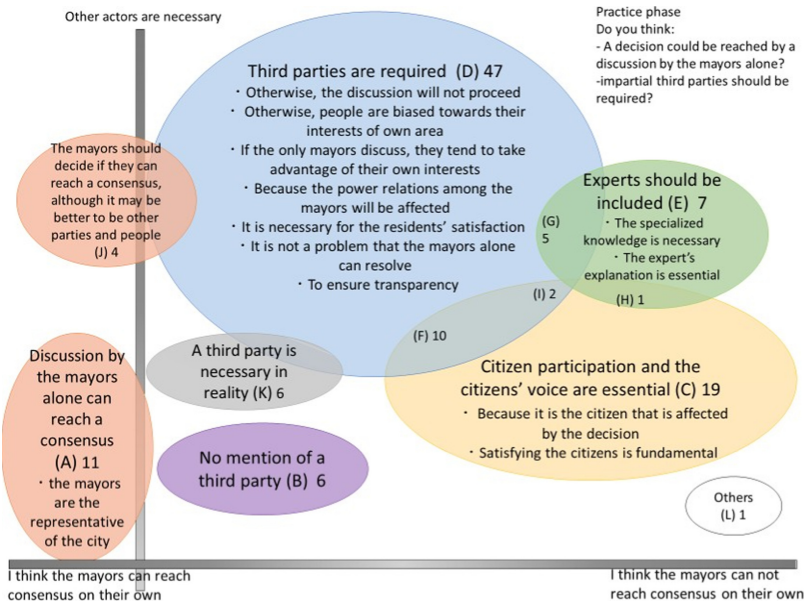 Other actors are necessary
Practice phase
Do you think:
- A decision could be reached by a
discussion by the mayors alone?
-impartial third parties should be
required?
Third parties are required (D) 47
· Otherwise, the discussion will not proceed
· Otherwise, people are biased towards their
interests of own area
· If the only mayors discuss, they tend to take
advantage of their own interests
· Because the power relations among the
mayors will be affected
· It is necessary for the residents' satisfaction
· It is not a problem that the mayors alone
can resolve
· To ensure transparency
The mayors should
decide if they can
reach a consensus,
although it may be
better to be other
parties and people
(J) 4
Experts should be
included (E) 7
· The specialized
knowledge is necessary
· The expert's
explanation is essential
(G)
5
(I) 2
(H) 1
(F) 10
Discussion by
the mayors
alone can
reach a
consensus
(A) 11
· the mayors
are the
representative
of the city
A third party is
necessary in
reality (K) 6
Citizen participation and the
citizens' voice are essential (C) 19
· Because it is the citizen that is affected
by the decision
· Satisfying the citizens is fundamental
No mention of a
third party (B) 6
Others
(L) 1
I think the mayors can reach
consensus on their own
I think the mayors can not
reach consensus on their own